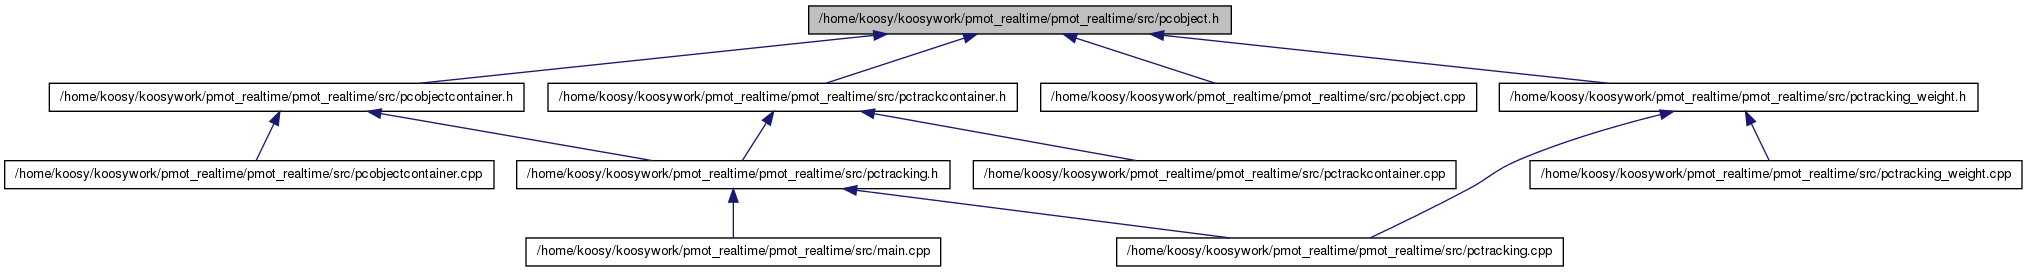 /home/koosy/koosywork/pmot_realtime/pmot_realtime/src/pcobject.h
/home/koosy/koosywork/pmot_realtime/pmot_realtime/src/pcobjectcontainer.h
/home/koosy/koosywork/pmot_realtime/pmot_realtime/src/pctrackcontainer.h
/home/koosy/koosywork/pmot_realtime/pmot_realtime/src/pcobject.cpp
/home/koosy/koosywork/pmot_realtime/pmot_realtime/src/pctracking_weight.h
/home/koosy/koosywork/pmot_realtime/pmot_realtime/src/pcobjectcontainer.cpp
/home/koosy/koosywork/pmot_realtime/pmot_realtime/src/pctracking.h
/home/koosy/koosywork/pmot_realtime/pmot_realtime/src/pctrackcontainer.cpp
/home/koosy/koosywork/pmot_realtime/pmot_realtime/src/pctracking_weight.cpp
/home/koosy/koosywork/pmot_realtime/pmot_realtime/src/main.cpp
/home/koosy/koosywork/pmot_realtime/pmot_realtime/src/pctracking.cpp